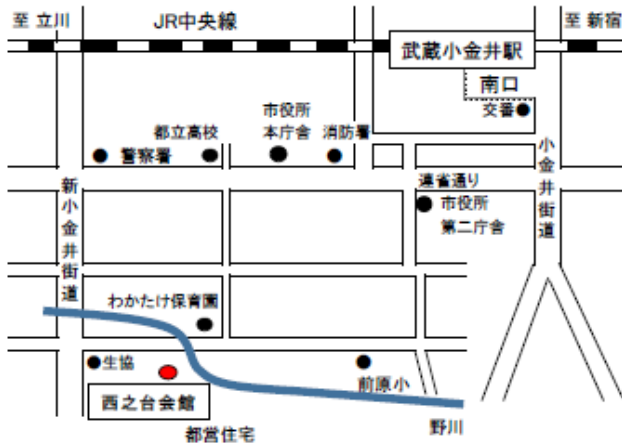 至 立川
JR中央線
至 新宿
武蔵小金井駅
南口
交番
市役所
本庁舎
消防署
都立高校
警察署
小金井街道
連雀通り
市役所
第二庁舎
新小金井街道
わかたけ保育園
生協
前原小
西之台会館
野川
都営住宅